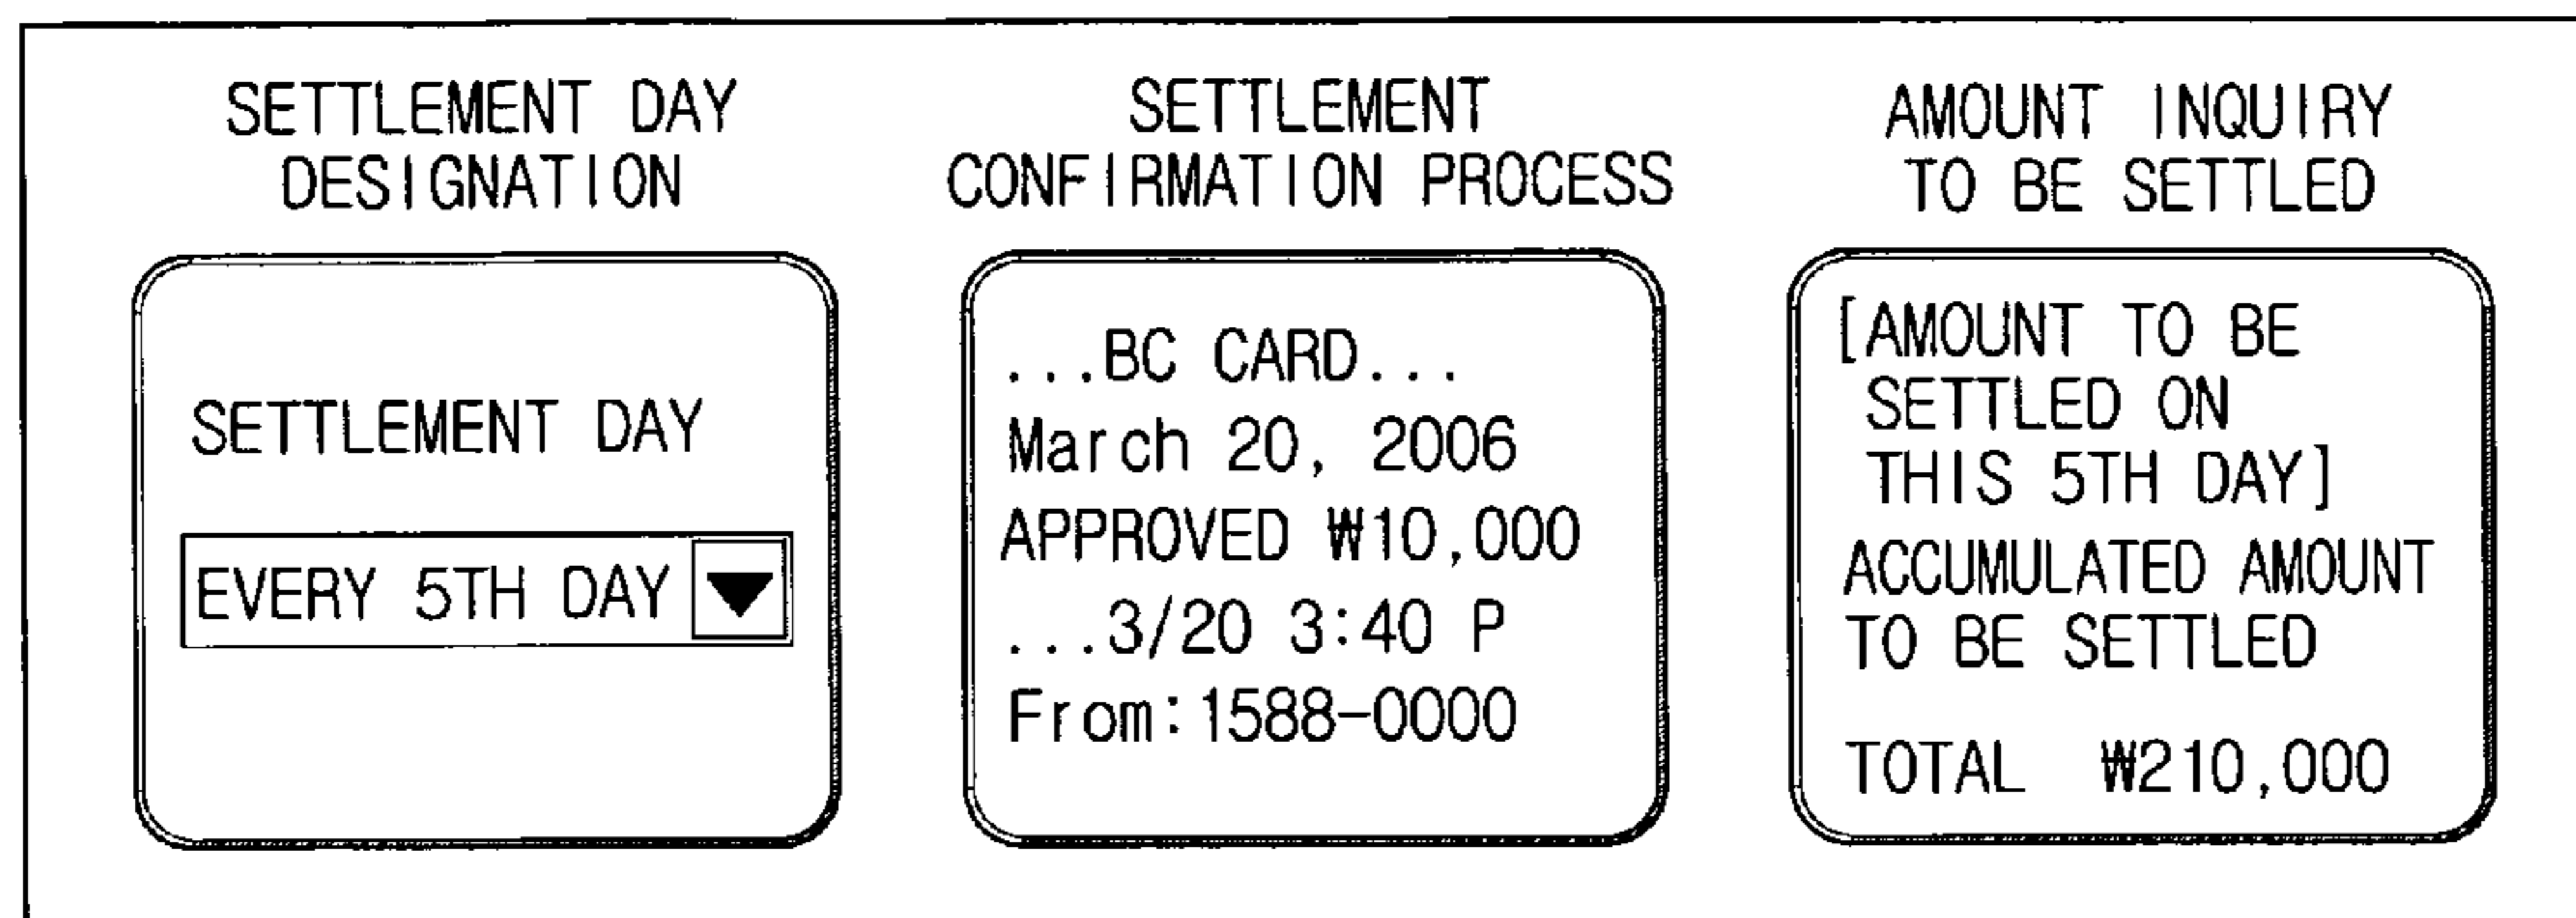 SETTLEMENT DAY
DESIGNATION
SETTLEMENT DAY
EVERY 5TH DAY
SETTLEMENT
CONFIRMATION PROCESS
...BC CARD...
March 20, 2006
APPROVED ₩10,000
...3/20 3:40 P
From:1588-0000
AMOUNT INQUIRY
TO BE SETTLED
[AMOUNT TO BE
SETTLED ON
THIS 5TH DAY]
ACCUMULATED AMOUNT
TO BE SETTLED
TOTAL ₩210,000